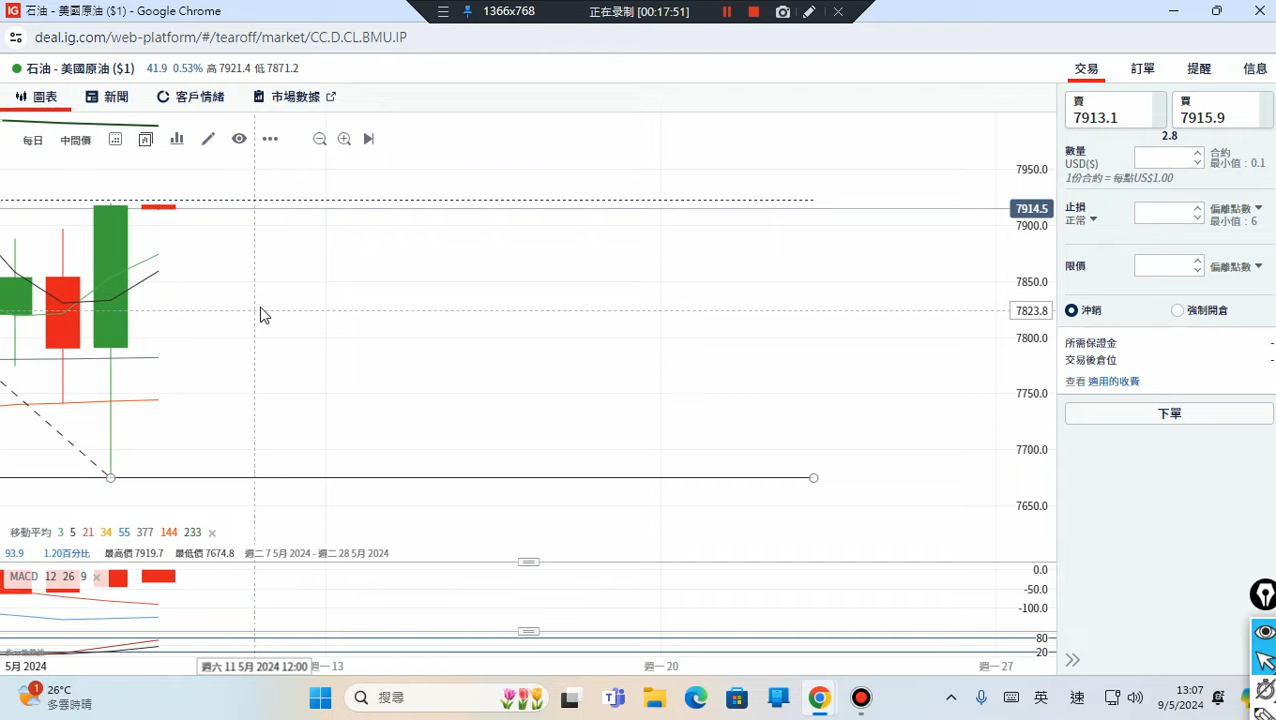 IG 石油 - 美國原油 ($1) - Google Chrome
1366x768 正在录制 [00:17:51]
deal.ig.com/web-platform/#/tearoff/market/CC.D.CL.BMU.IP
石油 - 美國原油 ($1) 41.9 0.53% 高 7921.4 低 7871.2
交易 訂單 提醒 信息
圖表 新聞 客戶情緒 市場數據
每日 中間價
賣 7913.1
買 7915.9
2.8
數量 合約
USD($) 最小值 : 0.1
1份合約 = 每點US$1.00
止損 偏離點數
正常 最小值 : 6
限價 偏離點數
沖銷 強制開倉
所需保證金 -
交易後倉位 -
查看 適用的收費
下單
7950.0
7914.5
7900.0
7850.0
7823.8
7800.0
7750.0
7700.0
7650.0
移動平均 3 5 21 34 55 377 144 233
93.9 1.20百分比 最高價 7919.7 最低價 7674.8 週二 7 5月 2024 - 週二 28 5月 2024
MACD 12 26 9
0.0
-50.0
-100.0
80
20
5月 2024 週六 11 5月 2024 12:00 週一 13 週一 20 週一 27
1 26°C
多雲時晴
搜尋
英 速
13:07
9/5/2024